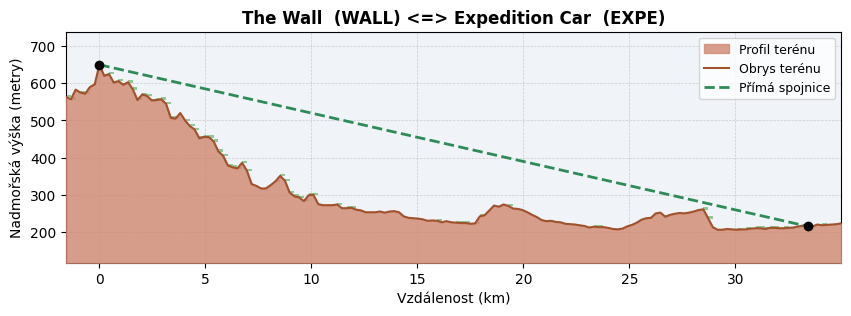 The Wall  (WALL) <=> Expedition Car  (EXPE)
Nadmořská výška (metry)
700
600
500
400
300
200
Profil terénu
Obrys terénu
Přímá spojnice
0
5
10
15
20
25
30
Vzdálenost (km)